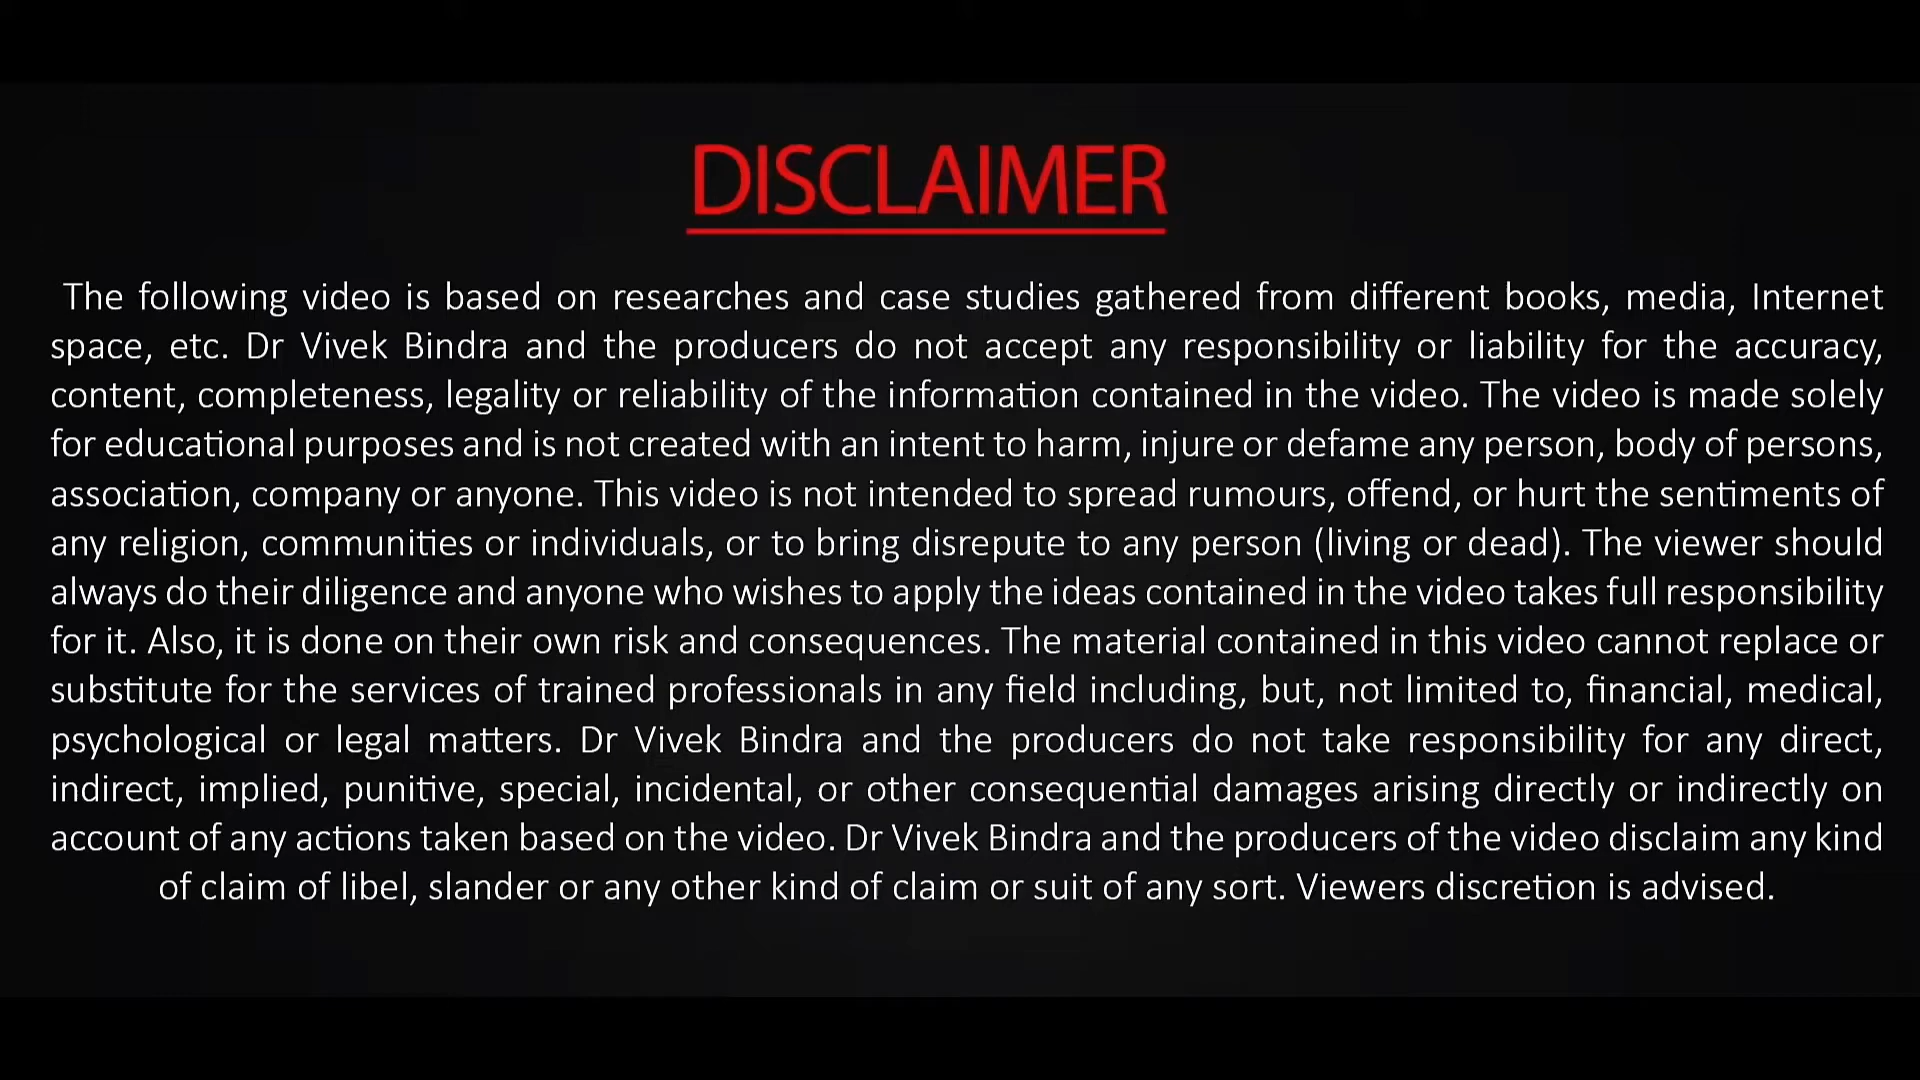 DISCLAIMER
The following video is based on researches and case studies gathered from different books, media, Internet
space, etc. Dr Vivek Bindra and the producers do not accept any responsibility or liability for the accuracy,
content, completeness, legality or reliability of the information contained in the video. The video is made solely
for educational purposes and is not created with an intent to harm, injure or defame any person, body of persons,
association, company or anyone. This video is not intended to spread rumours, offend, or hurt the sentiments of
any religion, communities or individuals, or to bring disrepute to any person (living or dead). The viewer should
always do their diligence and anyone who wishes to apply the ideas contained in the video takes full responsibility
for it. Also, it is done on their own risk and consequences. The material contained in this video cannot replace or
substitute for the services of trained professionals in any field including, but, not limited to, financial, medical,
psychological or legal matters. Dr Vivek Bindra and the producers do not take responsibility for any direct,
indirect, implied, punitive, special, incidental, or other consequential damages arising directly or indirectly on
account of any actions taken based on the video. Dr Vivek Bindra and the producers of the video disclaim any kind
of claim of libel, slander or any other kind of claim or suit of any sort. Viewers discretion is advised.